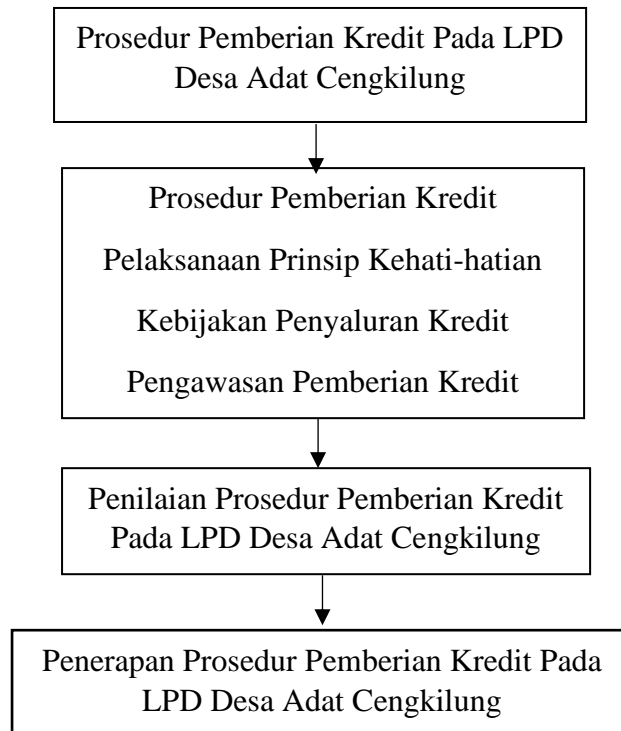 Prosedur Pemberian Kredit Pada LPD
Desa Adat Cengkilung
Prosedur Pemberian Kredit
Pelaksanaan Prinsip Kehati-hatian
Kebijakan Penyaluran Kredit
Pengawasan Pemberian Kredit
Penilaian Prosedur Pemberian Kredit
Pada LPD Desa Adat Cengkilung
Penerapan Prosedur Pemberian Kredit Pada
LPD Desa Adat Cengkilung